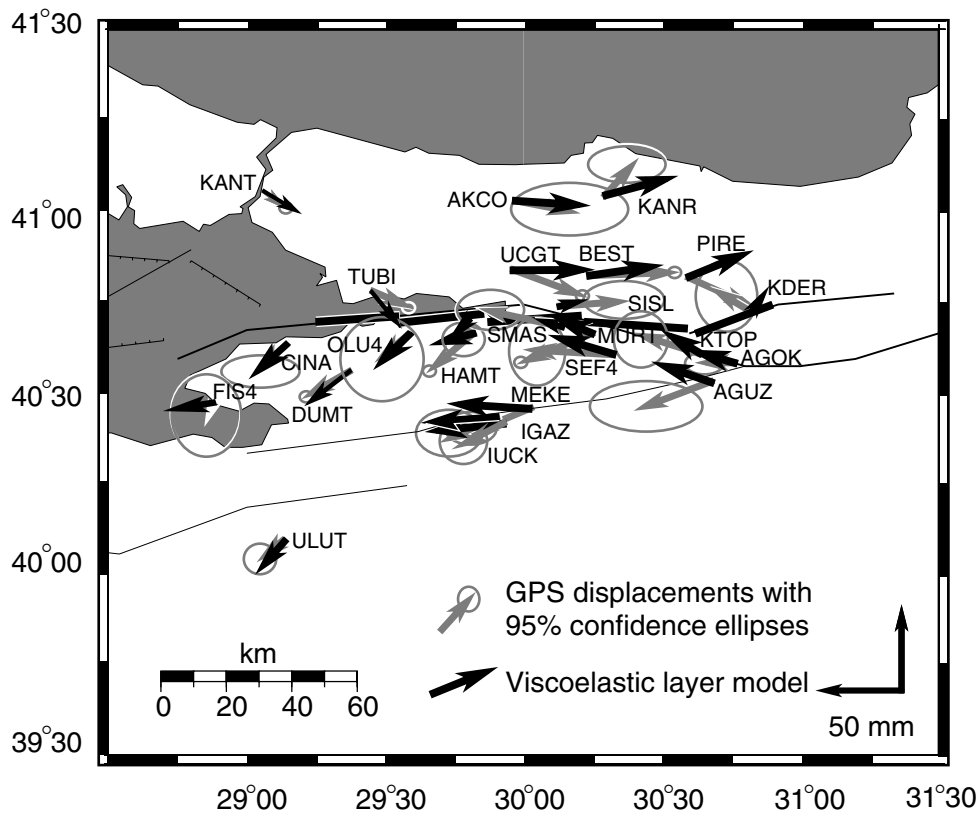 41°30
41°00
40°30
40°00
39°30
KANT
AKCO
KANR
UCGT
BEST
PIRE
TUBI
KDER
SISL
OLU4
SMAS
MURT
KTOP
CINA
AGOK
HAMT
SEF4
FIS4
DUMT
MEKE
AGUZ
IGAZ
IUCK
ULUT
GPS displacements with
95% confidence ellipses
km
0 20 40 60
Viscoelastic layer model
50 mm
29°00 29°30 30°00 30°30 31°00 31°30